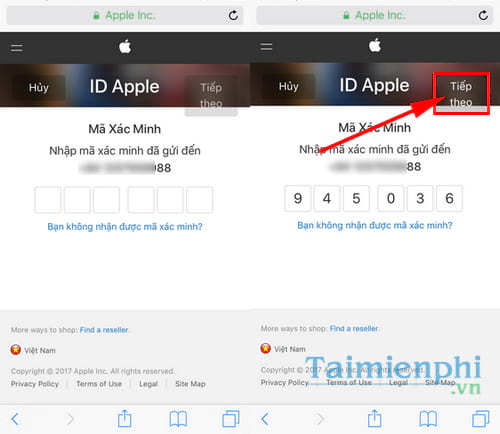 Apple Inc.
Hủy
ID Apple
Tiếp
theo
Mã Xác Minh
Nhập mã xác minh đã gửi đến
88
Bạn không nhận được mã xác minh?
More ways to shop: Find a reseller.
Việt Nam
Copyright © 2017 Apple Inc. All rights reserved.
Privacy Policy | Terms of Use | Legal | Site Map
Apple Inc.
Hủy
ID Apple
Tiếp
theo
Mã Xác Minh
Nhập mã xác minh đã gửi đến
88
9 4 5 0 3 6
Bạn không nhận được mã xác minh?
More ways to shop: Find a reseller.
Việt Nam
Copyright © 2017 Apple Inc. All rights reserved.
Privacy Policy | Terms of Use | Legal | Site Map
Taimienphi
.vn